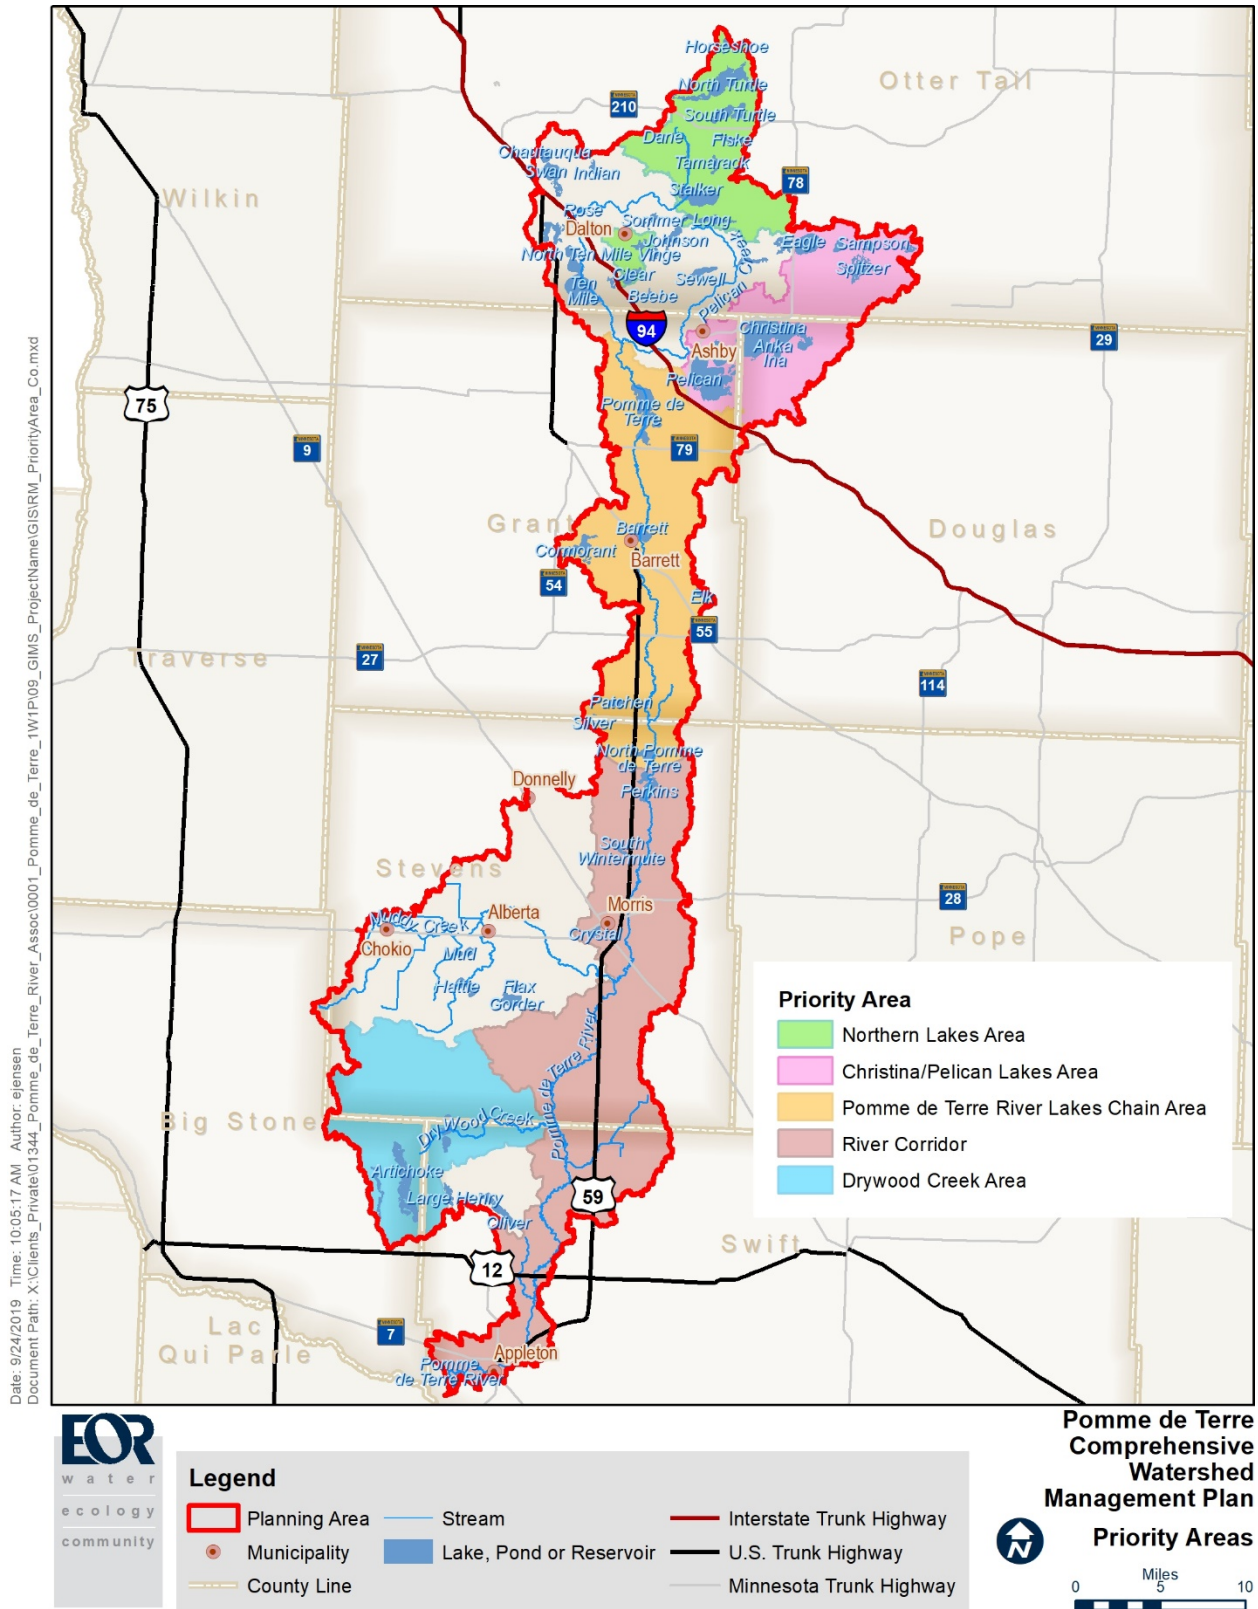 Horseshoe
Otter Tail
North Turtle
210
South Turtle
Dane
Fiske
Chautauqua
Tamarack
Swan Indian
78
Stalker
Wilkin
Rose
Sommer Long
Dalton
Johnson
Eagle
Sampson
North Ten Mile Vinge
Spitzer
Clear
Sewell
Ten
Mile
Beebe
Pelican Creek
94
Christina
Anka
Ina
29
Ashby
Pelican
75
Pomme de
Terre
9
79
Grant
Barrett
Douglas
Cormorant
Barrett
54
Elk
55
Traverse
27
114
Patchen
Silver
North Pomme
de Terre
Donnelly
Perkins
South
Wintermute
Stevens
28
Morris
Muddy Creek
Alberta
Crystal
Pope
Chokio
Mud
Hattie
Flax
Gorder
Pomme de Terre River
Big Stone
Dry Wood Creek
Artichoke
Large Henry
59
Oliver
Swift
12
Lac
Qui Parle
7
Appleton
Pomme
de Terre River
Priority Area
Northern Lakes Area
Christina/Pelican Lakes Area
Pomme de Terre River Lakes Chain Area
River Corridor
Drywood Creek Area
Date: 9/24/2019 Time: 10:05:17 AM Author: ejensen
Document Path: X:\Clients_Private\01344_Pomme_de_Terre_River_Assoc\0001_Pomme_de_Terre_1W1P\09_GIMS_ProjectName\GIS\RM_PriorityArea_Co.mxd
EOR
water
ecology
community
Legend
Planning Area
Stream
Interstate Trunk Highway
Municipality
Lake, Pond or Reservoir
U.S. Trunk Highway
County Line
Minnesota Trunk Highway
Pomme de Terre
Comprehensive
Watershed
Management Plan
N
Priority Areas
Miles
0 5 10